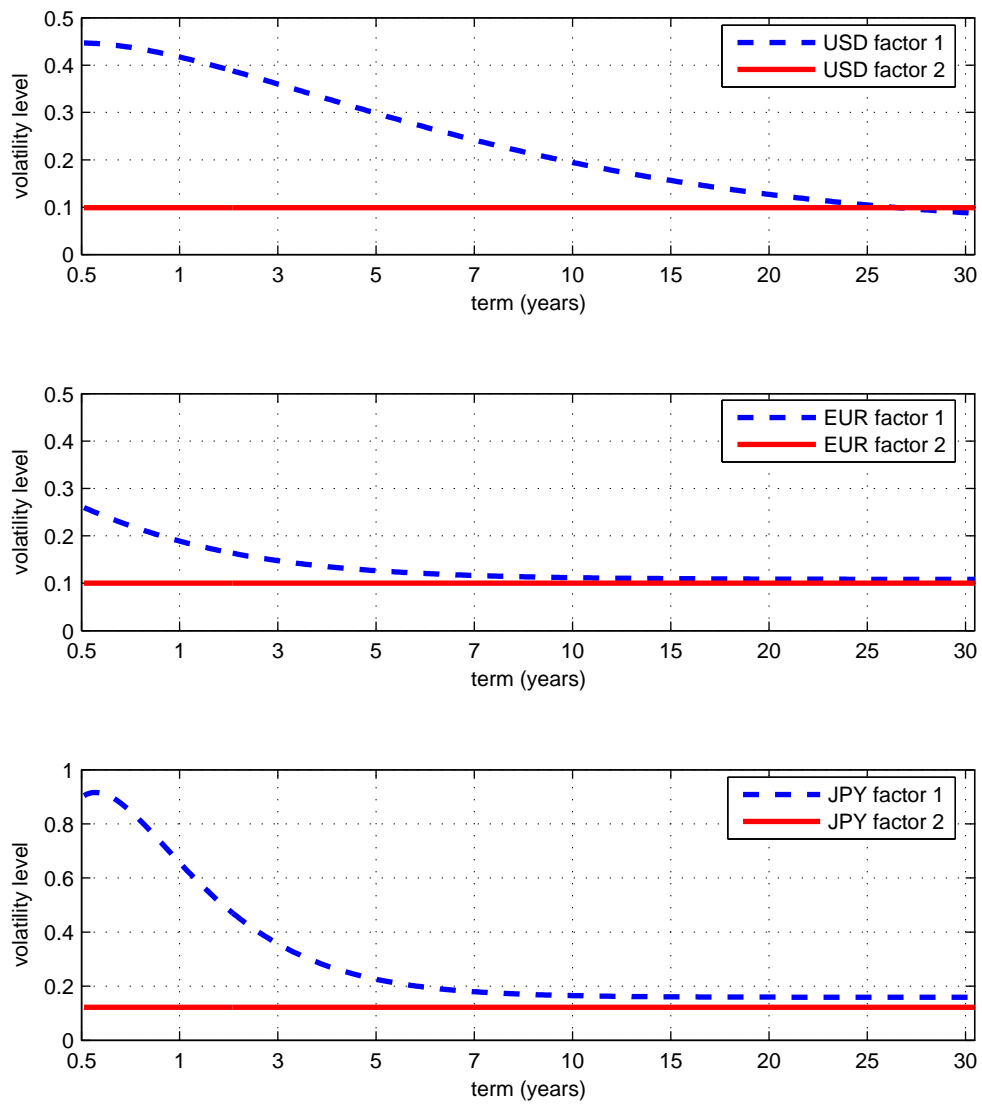 0.5
0.4
0.3
0.2
0.1
0
volatility level
USD factor 1
USD factor 2
0.5 1 3 5 7 10 15 20 25 30
term (years)
0.5
0.4
0.3
0.2
0.1
0
volatility level
EUR factor 1
EUR factor 2
0.5 1 3 5 7 10 15 20 25 30
term (years)
1
0.8
0.6
0.4
0.2
0
volatility level
JPY factor 1
JPY factor 2
0.5 1 3 5 7 10 15 20 25 30
term (years)